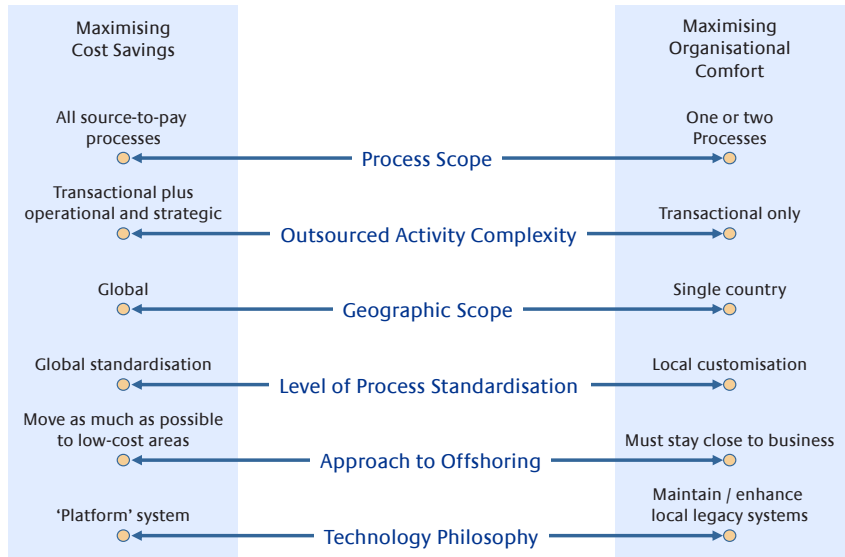 Maximising
Cost Savings
Maximising
Organisational
Comfort
All source-to-pay
processes
One or two
Processes
Process Scope
Transactional plus
operational and strategic
Transactional only
Outsourced Activity Complexity
Global
Single country
Geographic Scope
Global standardisation
Local customisation
Level of Process Standardisation
Move as much as possible
to low-cost areas
Must stay close to business
Approach to Offshoring
‘Platform’ system
Maintain / enhance
local legacy systems
Technology Philosophy